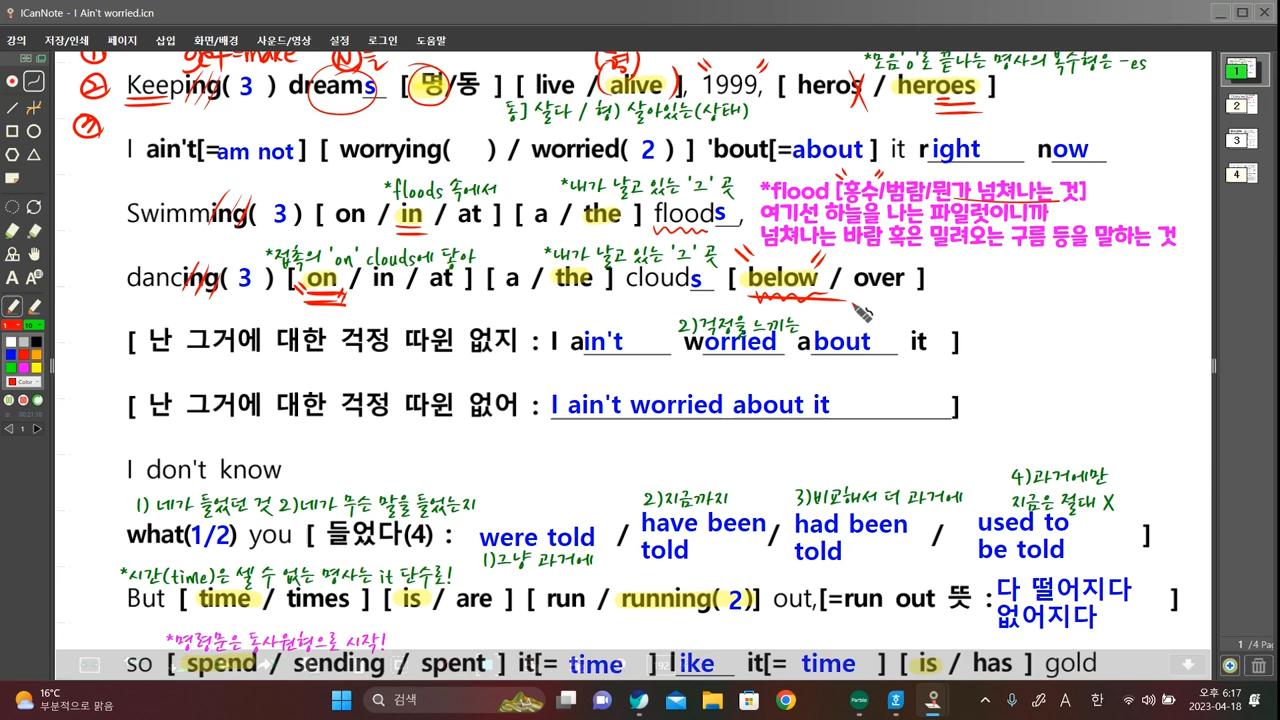 ICanNote - I Ain't worried.icn
강의 저장/인쇄 페이지 삽입 화면/배경 사운드/영상 설정 로그인 도움말
① =make
(형) *모음'o'로 끝나는 명사의 복수형은 -es
② Keeping( 3 ) dreams [ 명/동 ] [ live / alive ], "1999," [ heros / heroes ]
동] 살다 / 형) 살아있는(상태)
③
I ain't[=am not] [ worrying( ) / worried( 2 ) ] 'bout[=about ] it right now
*floods 속에서 *내가 날고 있는 '그' 곳 *flood [홍수/범람/뭔가 넘쳐나는 것]
Swimming( 3 ) [ on / in / at ] [ a / the ] floods, 여기선 하늘을 나는 파일럿이니까
넘쳐나는 바람 혹은 밀려오는 구름 등을 말하는 것
*접촉의 'on' clouds에 닿아 *내가 날고 있는 '그' 곳
dancing( 3 ) [ on / in / at ] [ a / the ] clouds [ below / over ]
2)걱정을 느끼는
[ 난 그거에 대한 걱정 따윈 없지 : I ain't worried about it ]
[ 난 그거에 대한 걱정 따윈 없어 : I ain't worried about it ]
I don't know
1) 네가 들었던 것 2)네가 무슨 말을 들었는지 2)지금까지 3)비교해서 더 과거에 4)과거에만 지금은 절대 X
what(1/2) you [ 들었다(4) : were told / have been told / had been told / used to be told ]
1)그냥 과거에
*시간(time)은 셀 수 없는 명사는 it 단수로!
But [ time / times ] [ is / are ] [ run / running( 2 )] out,[=run out 뜻 : 다 떨어지다 없어지다 ]
*명령문은 동사원형으로 시작!
so [ spend / sending / spent ] it[= time ] like it[= time ] [ is / has ] gold
1
2
3
4
1 / 4 Pag
16°C
부분적으로 맑음
검색
A 한
오후 6:17
2023-04-18